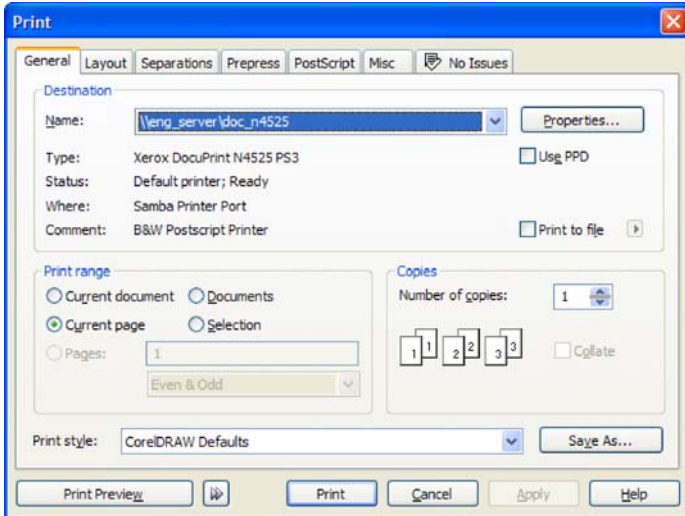 Print
General Layout Separations Prepress PostScript Misc No Issues
Destination
Name: \\eng_server\doc_n4525 Properties...
Type: Xerox DocuPrint N4525 PS3 Use PPD
Status: Default printer; Ready
Where: Samba Printer Port
Comment: B&W Postscript Printer Print to file
Print range Copies
Current document Documents Number of copies: 1
Current page Selection
Pages: 1 1 1 2 2 3 3 Collate
Even & Odd
Print style: CorelDRAW Defaults Save As...
Print Preview Print Cancel Apply Help